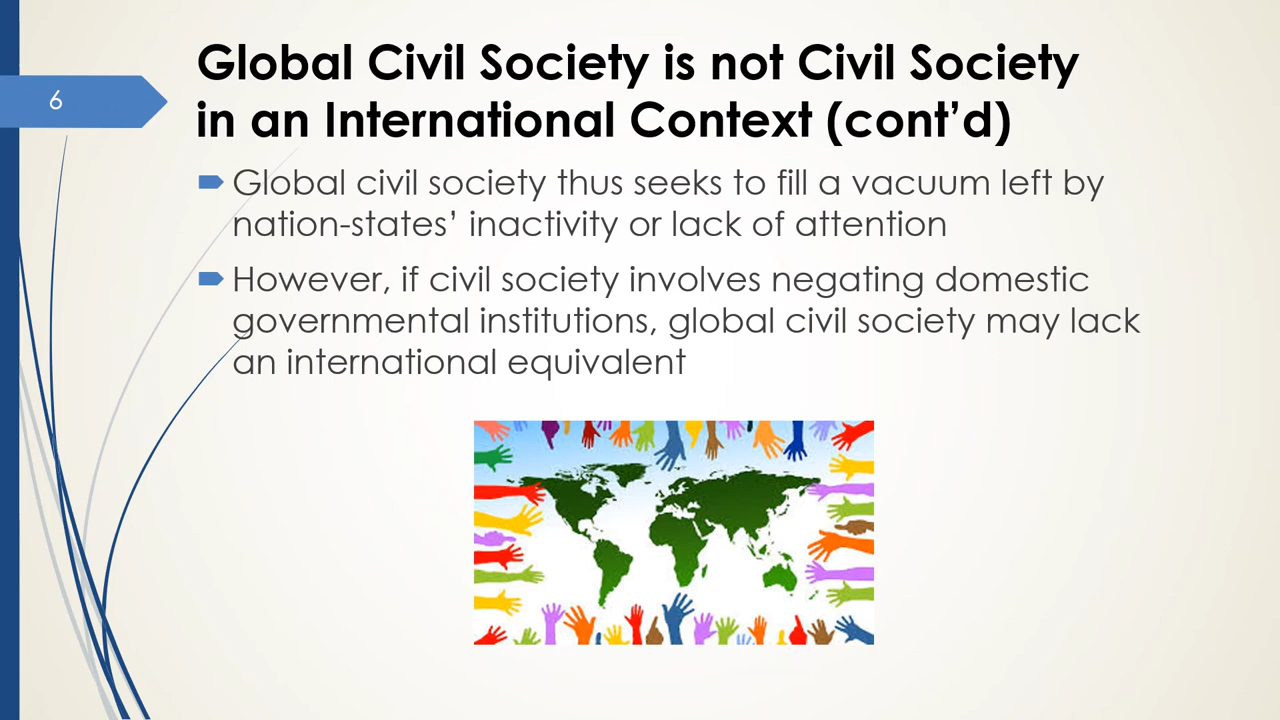 6
Global Civil Society is not Civil Society
in an International Context (cont’d)
Global civil society thus seeks to fill a vacuum left by
nation-states’ inactivity or lack of attention
However, if civil society involves negating domestic
governmental institutions, global civil society may lack
an international equivalent